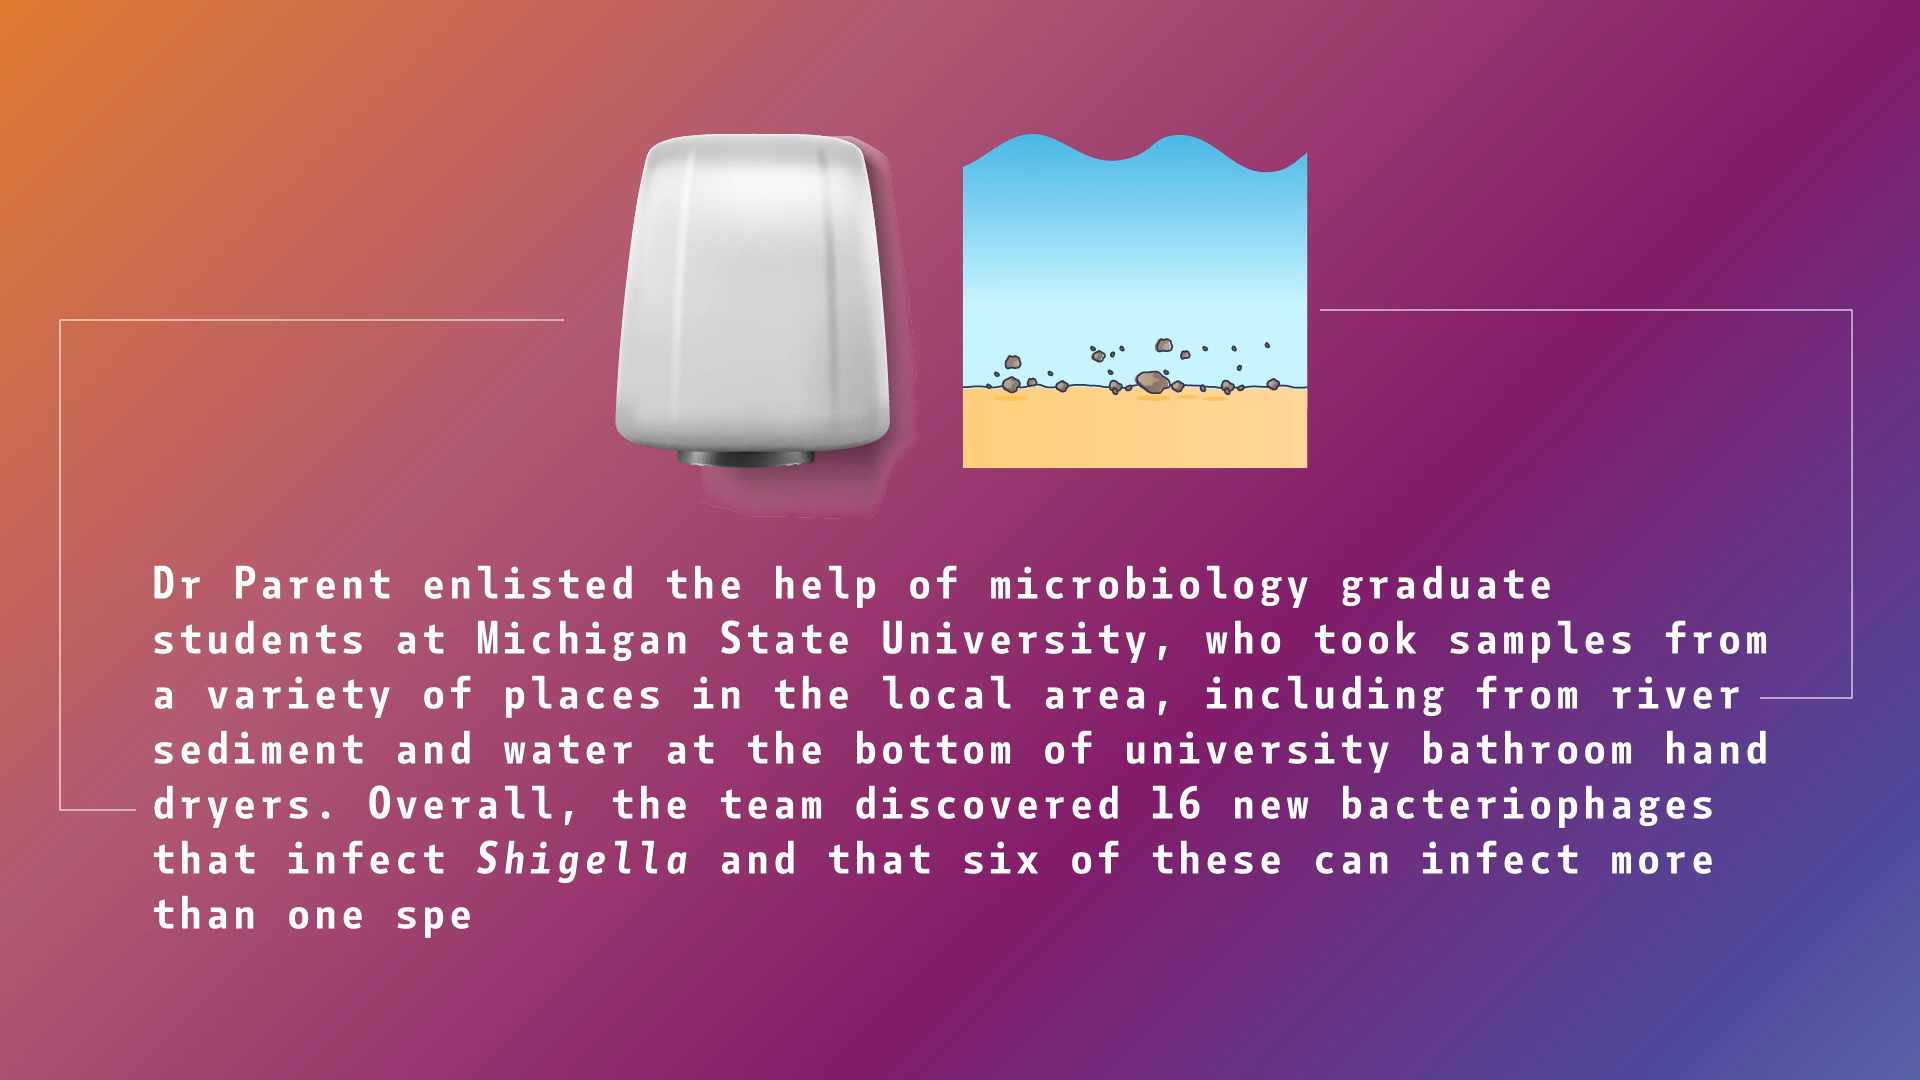 Dr Parent enlisted the help of microbiology graduate
students at Michigan State University, who took samples from
a variety of places in the local area, including from river
sediment and water at the bottom of university bathroom hand
dryers. Overall, the team discovered 16 new bacteriophages
that infect Shigella and that six of these can infect more
than one spe